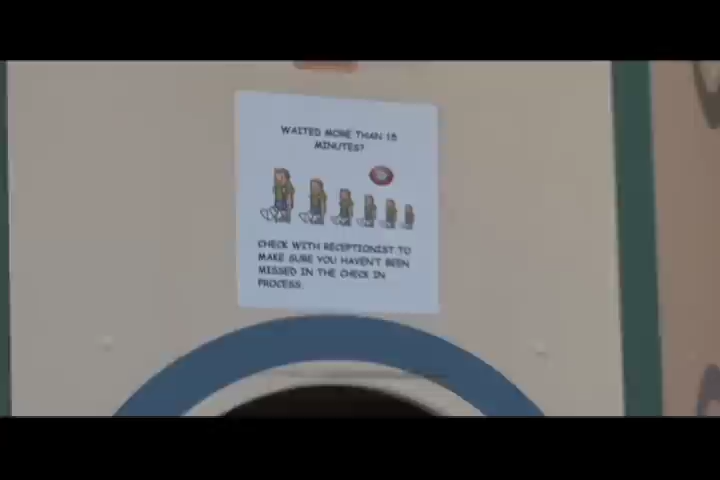 WAITED MORE THAN 15
MINUTES?
CHECK WITH RECEPTIONIST TO
MAKE SURE YOU HAVEN'T BEEN
MISSED IN THE CHECK IN
PROCESS.